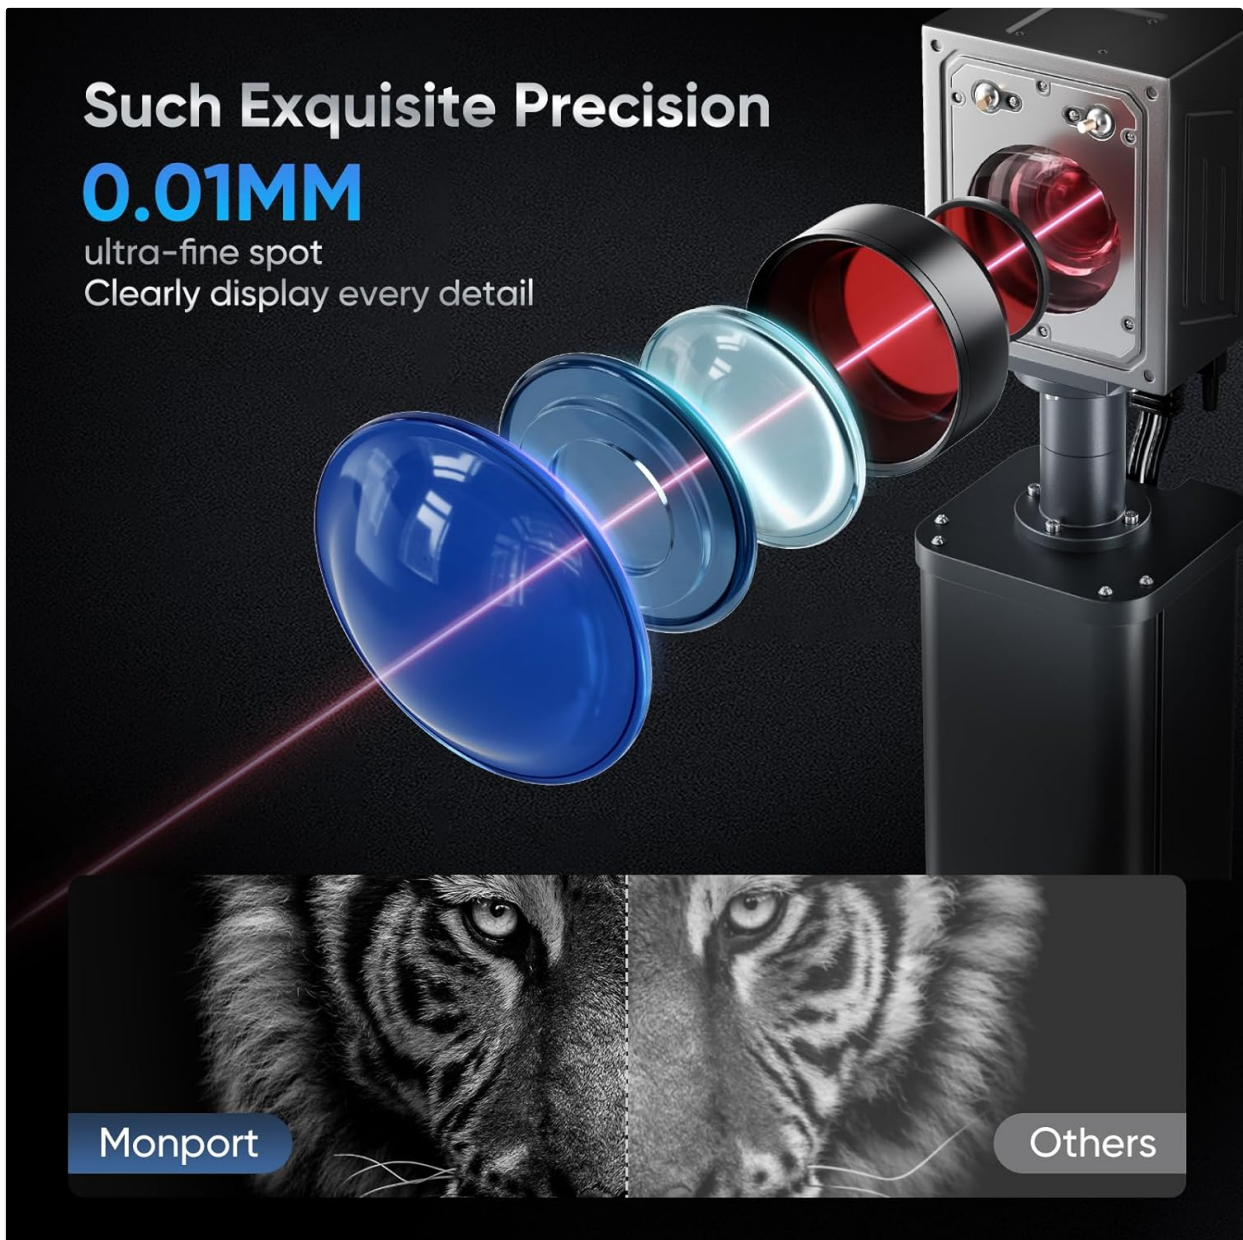 Such Exquisite Precision
0.01MM
ultra-fine spot
Clearly display every detail
Monport
Others